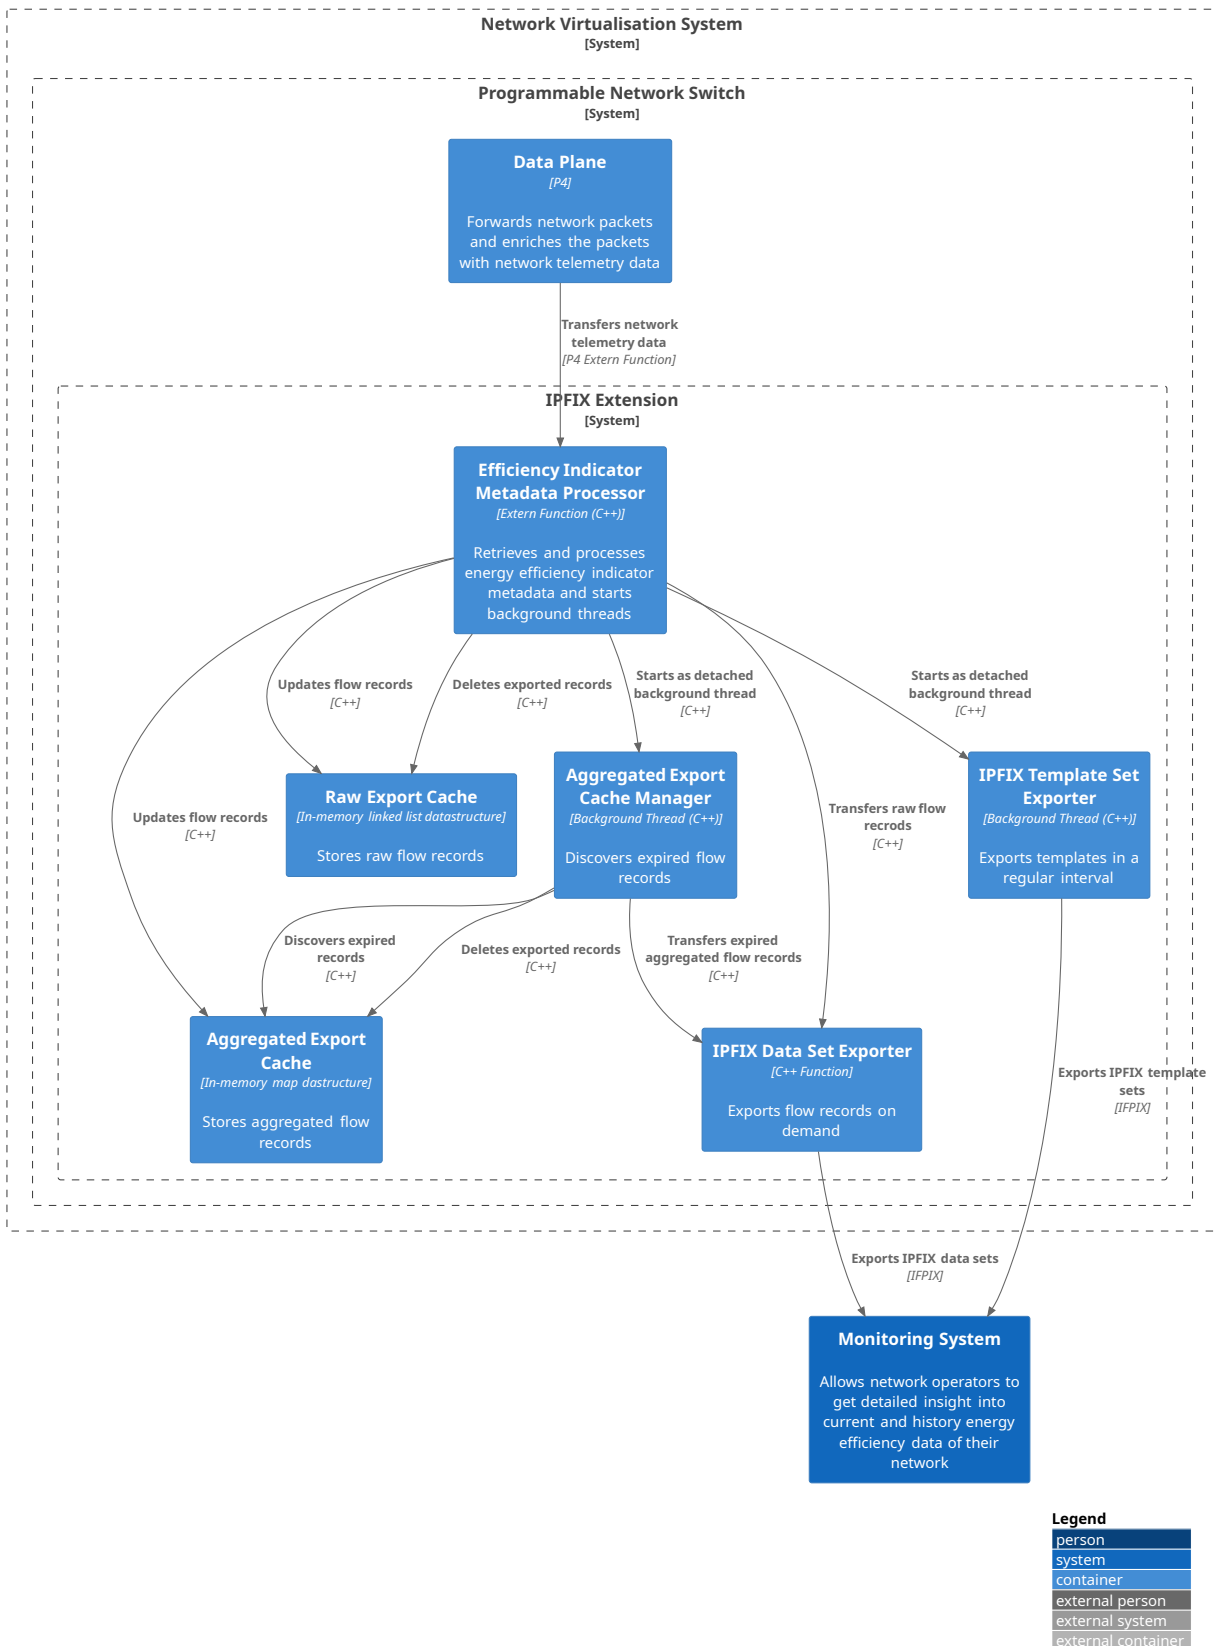 Network Virtualisation System
[System]
Programmable Network Switch
[System]
Data Plane
[P4]
Forwards network packets
and enriches the packets
with network telemetry data
Transfers network
telemetry data
[P4 Extern Function]
IPFIX Extension
[System]
Efficiency Indicator
Metadata Processor
[Extern Function (C++)]
Retrieves and processes
energy efficiency indicator
metadata and starts
background threads
Updates flow records
[C++]
Deletes exported records
[C++]
Starts as detached
background thread
[C++]
Starts as detached
background thread
[C++]
Updates flow records
[C++]
Raw Export Cache
[In-memory linked list datastructure]
Stores raw flow records
Aggregated Export
Cache Manager
[Background Thread (C++)]
Discovers expired flow
records
Transfers raw flow
recrods
[C++]
IPFIX Template Set
Exporter
[Background Thread (C++)]
Exports templates in a
regular interval
Discovers expired
records
[C++]
Deletes exported records
[C++]
Transfers expired
aggregated flow records
[C++]
Aggregated Export
Cache
[In-memory map dastructure]
Stores aggregated flow
records
IPFIX Data Set Exporter
[C++ Function]
Exports flow records on
demand
Exports IPFIX template
sets
[IFPIX]
Exports IPFIX data sets
[IFPIX]
Monitoring System
Allows network operators to
get detailed insight into
current and history energy
efficiency data of their
network
Legend
person
system
container
external person
external system
external container